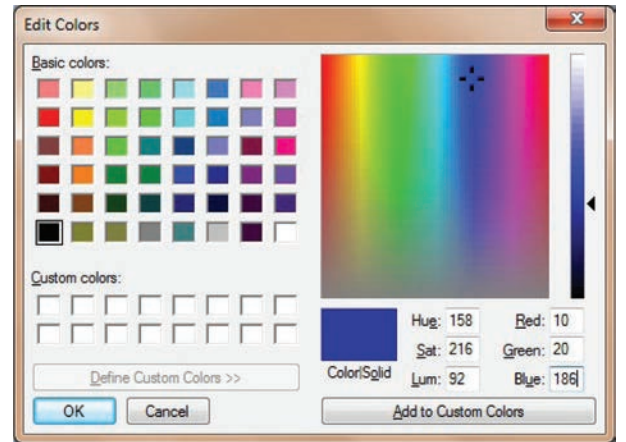 Edit Colors
x
Basic colors:
Custom colors:
Define Custom Colors >>
OK Cancel
Color|Solid
Hue: 158 Red: 10
Sat: 216 Green: 20
Lum: 92 Blue: 186
Add to Custom Colors